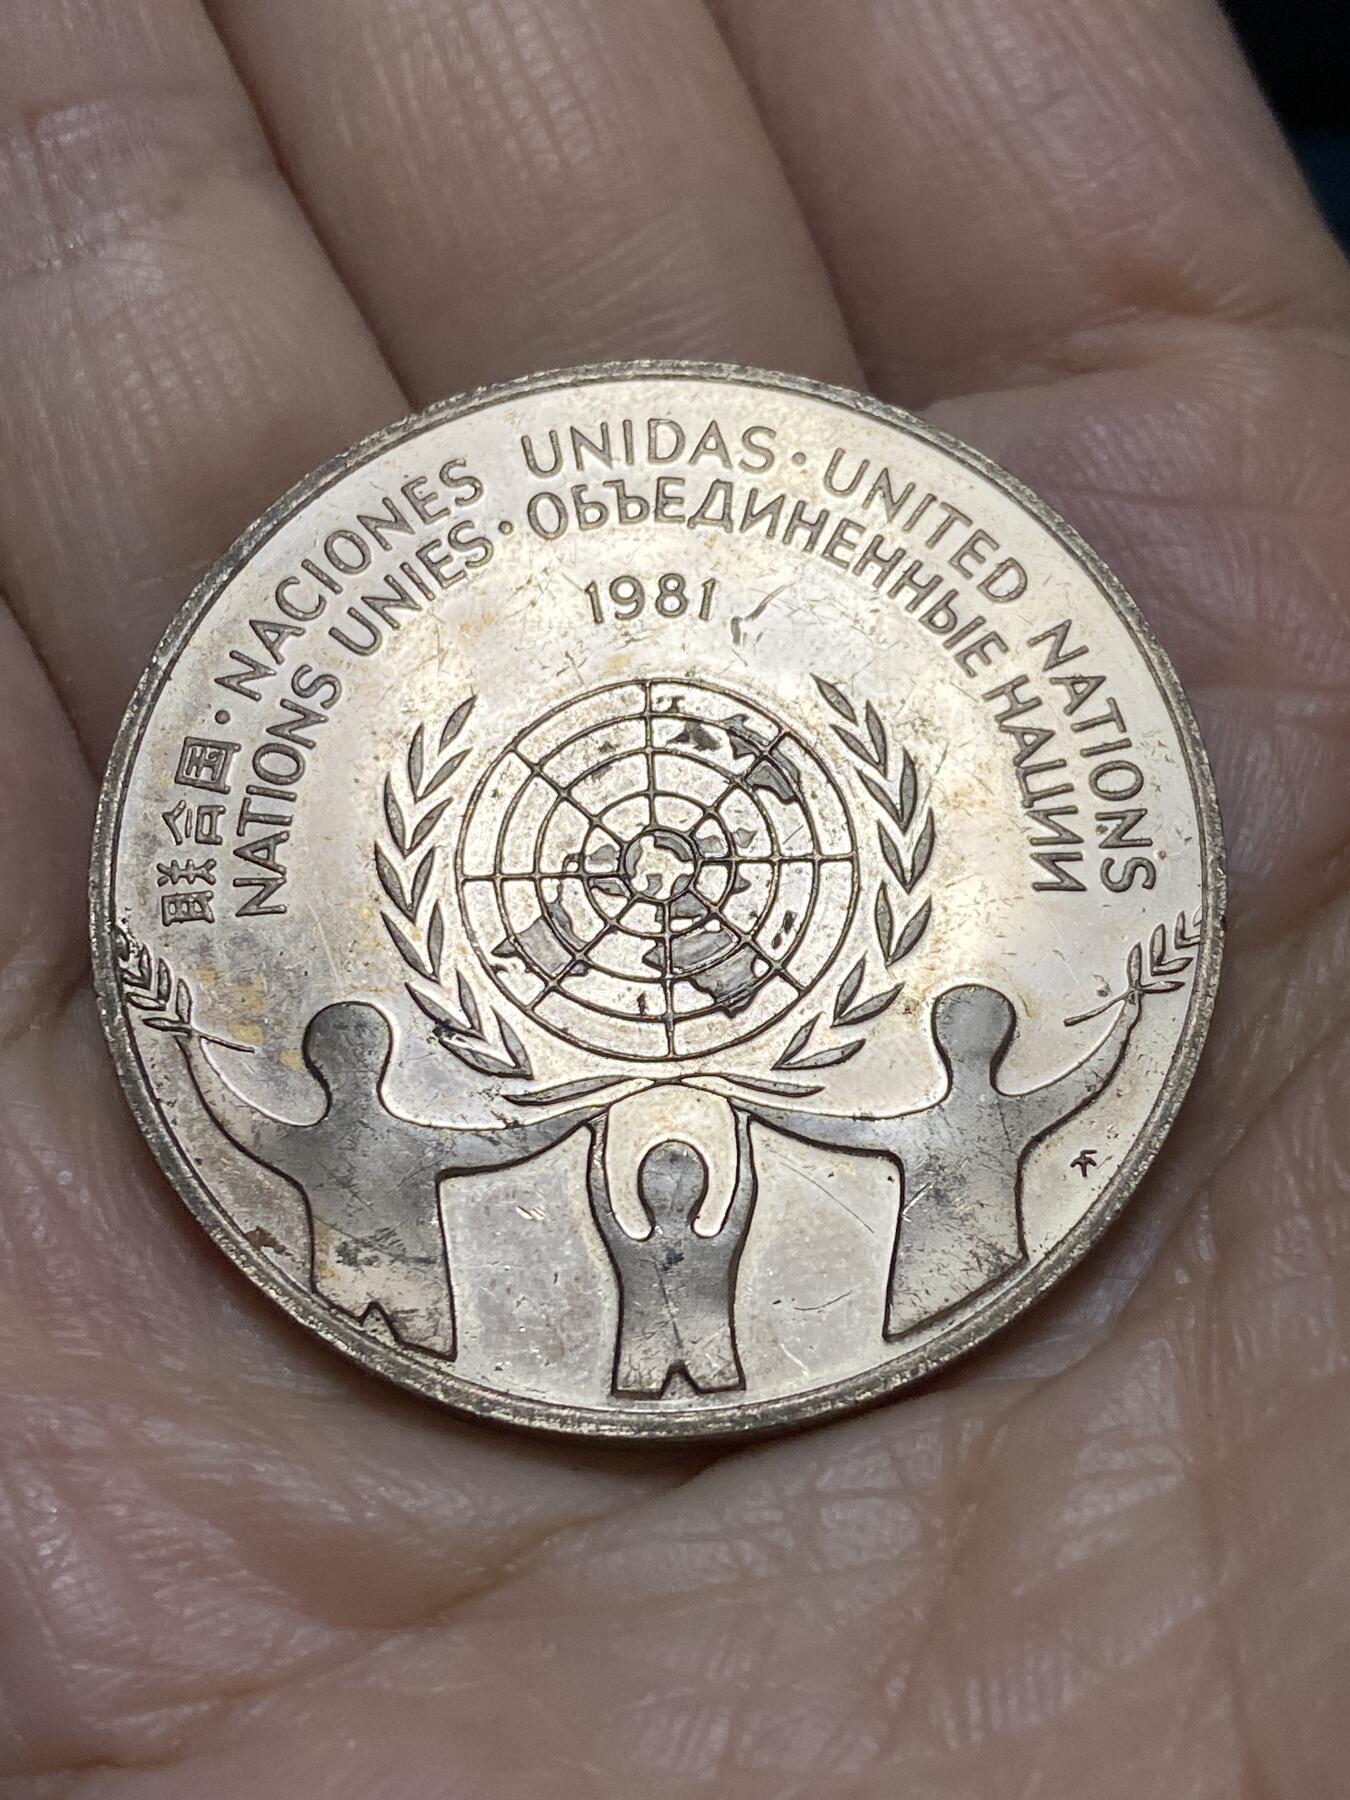 联合国 · NACIONES UNIDAS · UNITED NATIONS
NATIONS UNIES · ОБЪЕДИНЕННЫЕ НАЦИИ
1981